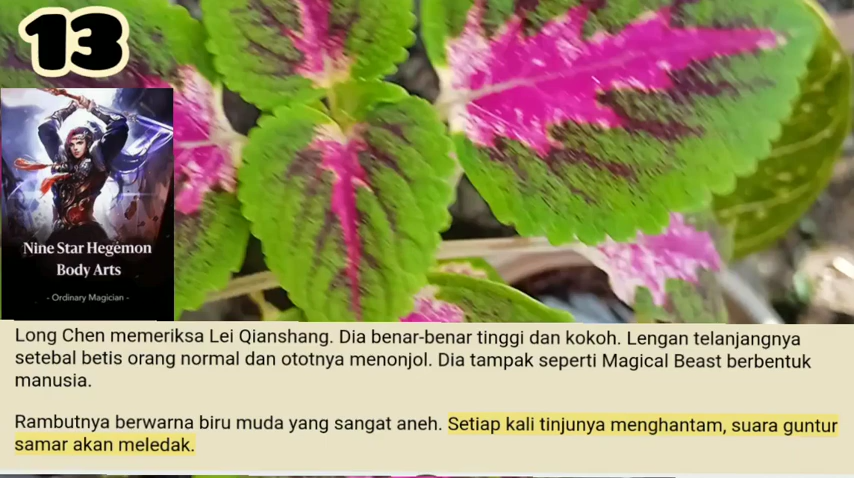 13
Nine Star Hegemon
Body Arts
- Ordinary Magician -
Long Chen memeriksa Lei Qianshang. Dia benar-benar tinggi dan kokoh. Lengan telanjangnya
setebal betis orang normal dan ototnya menonjol. Dia tampak seperti Magical Beast berbentuk
manusia.
Rambutnya berwarna biru muda yang sangat aneh. Setiap kali tinjunya menghantam, suara guntur
samar akan meledak.